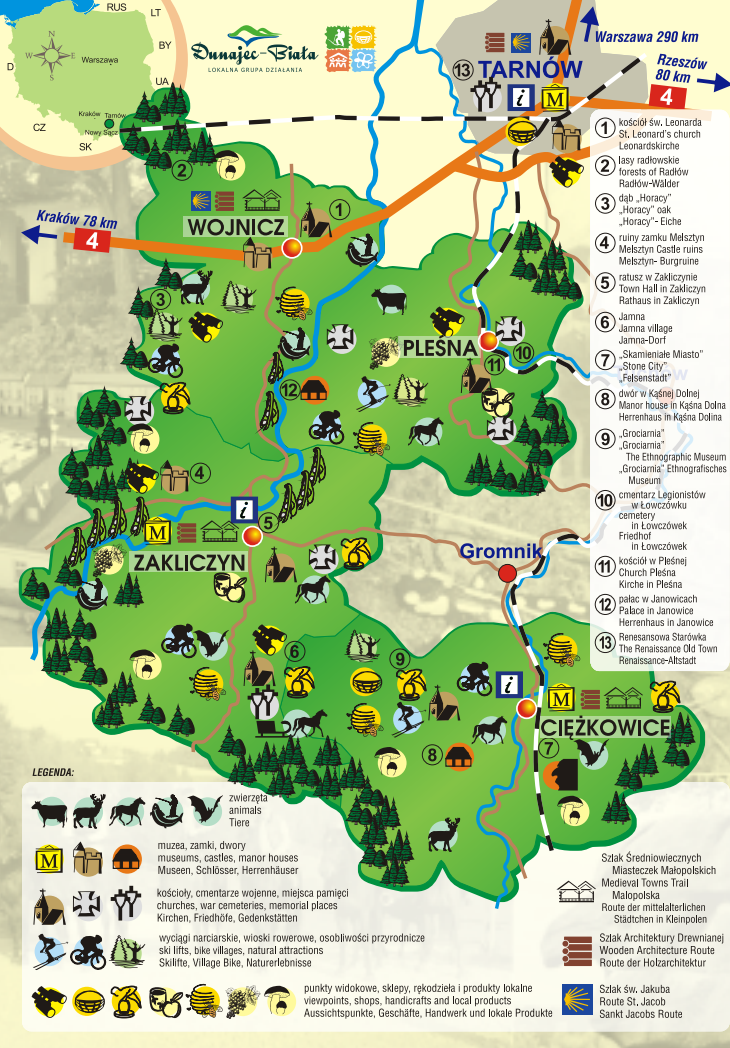 RUS
LT
BY
UA
SK
CZ
D
N
W
E
S
Warszawa
Kraków
Tarnów
Nowy Sącz
Dunajec-Biała
LOKALNA GRUPA DZIAŁANIA
Warszawa 290 km
Rzeszów
80 km
4
13
TARNÓW
i
M
2
WOJNICZ
1
Kraków 78 km
4
3
PLEŚNA
10
11
12
4
i
5
M
ZAKLICZYN
Gromnik
6
9
i
M
CIĘŻKOWICE
7
8
1 kościół św. Leonarda
St. Leonard's church
Leonardskirche
2 lasy radłowskie
forests of Radłów
Radłów-Wälder
3 dąb „Horacy”
„Horacy” oak
„Horacy”- Eiche
4 ruiny zamku Melsztyn
Melsztyn Castle ruins
Melsztyn- Burgruine
5 ratusz w Zakliczynie
Town Hall in Zakliczyn
Rathaus in Zakliczyn
6 Jamna
Jamna village
Jamna-Dorf
7 „Skamieniałe Miasto”
„Stone City”
„Felsenstadt”
8 dwór w Kąśnej Dolnej
Manor house in Kąśna Dolna
Herrenhaus in Kąśna Dolina
9 „Grociarnia”
„Grociarnia”
The Ethnographic Museum
„Grociarnia” Ethnografisches
Museum
10 cmentarz Legionistów
w Łowczówku
cemetery
in Łowczówek
Friedhof
in Łowczówek
11 kościół w Pleśnej
Church Pleśna
Kirche in Pleśna
12 pałac w Janowicach
Palace in Janowice
Herrenhaus in Janowice
13 Renesansowa Starówka
The Renaissance Old Town
Renaissance-Altstadt
LEGENDA:
zwierzęta
animals
Tiere
M
muzea, zamki, dwory
museums, castles, manor houses
Museen, Schlösser, Herrenhäuser
kościoły, cmentarze wojenne, miejsca pamięci
churches, war cemeteries, memorial places
Kirchen, Friedhöfe, Gedenkstätten
wyciągi narciarskie, wioski rowerowe, osobliwości przyrodnicze
ski lifts, bike villages, natural attractions
Skilifte, Village Bike, Naturerlebnisse
punkty widokowe, sklepy, rękodzieła i produkty lokalne
viewpoints, shops, handicrafts and local products
Aussichtspunkte, Geschäfte, Handwerk und lokale Produkte
Szlak Średniowiecznych
Miasteczek Małopolskich
Medieval Towns Trail
Małopolska
Route der mittelalterlichen
Städtchen in Kleinpolen
Szlak Architektury Drewnianej
Wooden Architecture Route
Route der Holzarchitektur
Szlak św. Jakuba
Route St, Jacob
Sankt Jacobs Route